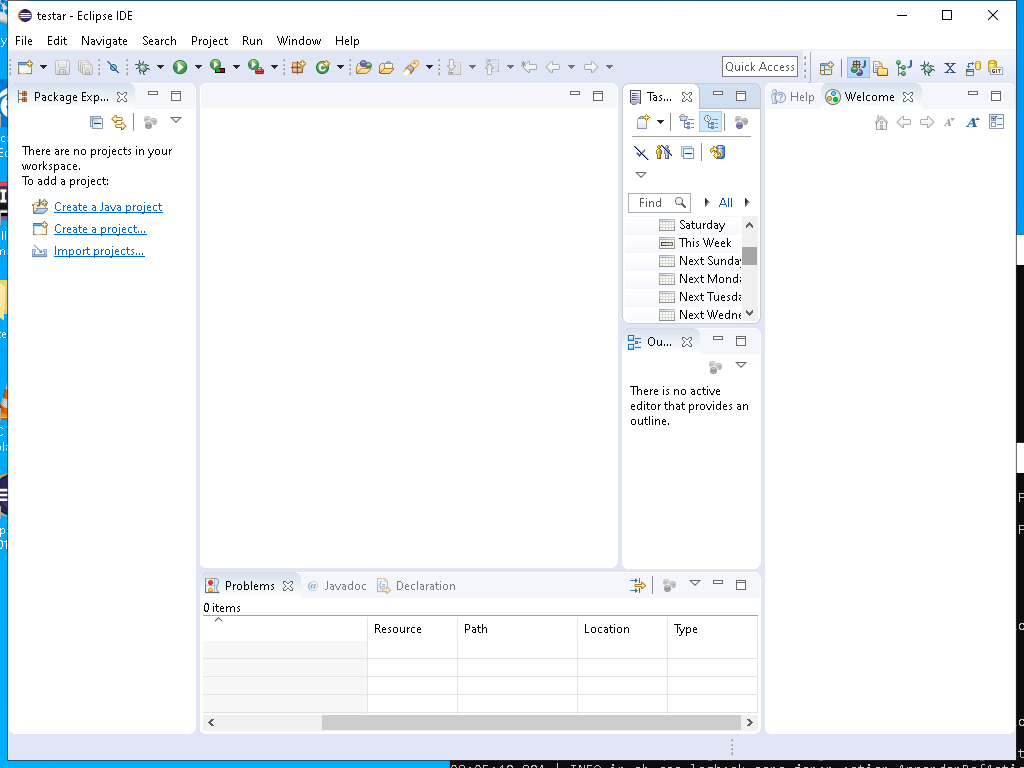 testar - Eclipse IDE
File Edit Navigate Search Project Run Window Help
Quick Access
Package Exp...
Tas...
Help
Welcome
There are no projects in your
workspace.
To add a project:
Create a Java project
Create a project...
Import projects...
Find
All
Saturday
This Week
Next Sunday
Next Monda
Next Tuesda
Next Wedne
Ou...
There is no active
editor that provides an
outline.
Problems
@ Javadoc
Declaration
0 items
Resource Path Location Type